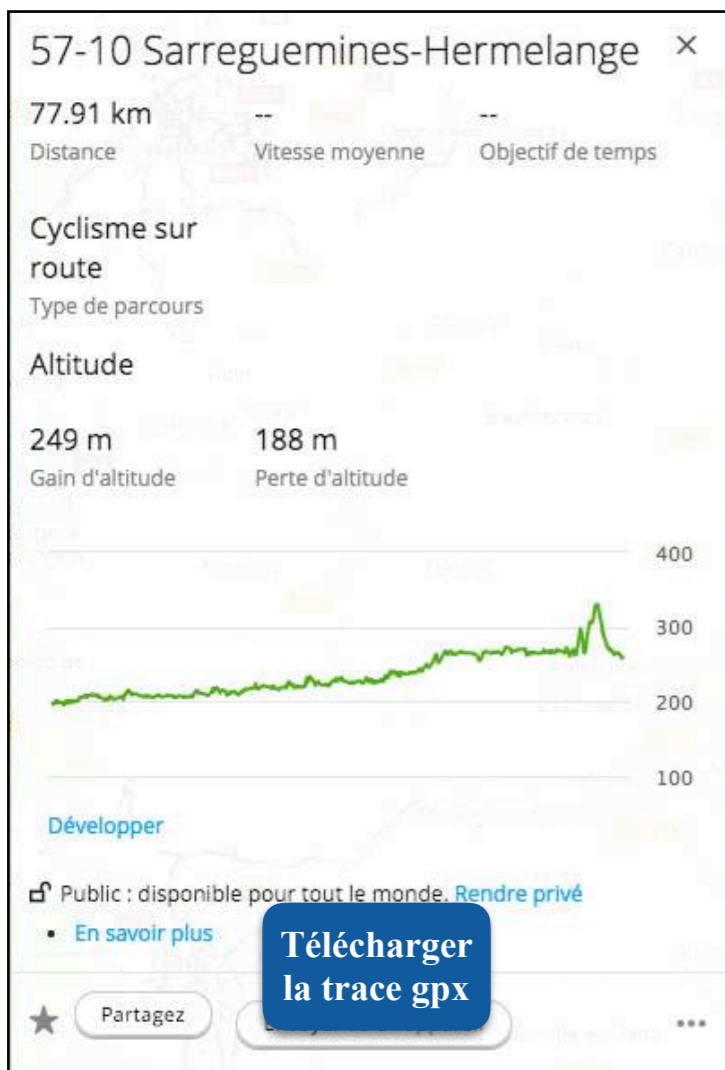 57-10 Sarreguemines-Hermelange ×
77.91 km -- --
Distance Vitesse moyenne Objectif de temps
Cyclisme sur
route
Type de parcours
Altitude
249 m 188 m
Gain d'altitude Perte d'altitude
400
300
200
100
Développer
Public : disponible pour tout le monde. Rendre privé
• En savoir plus
Télécharger
la trace gpx
Partagez